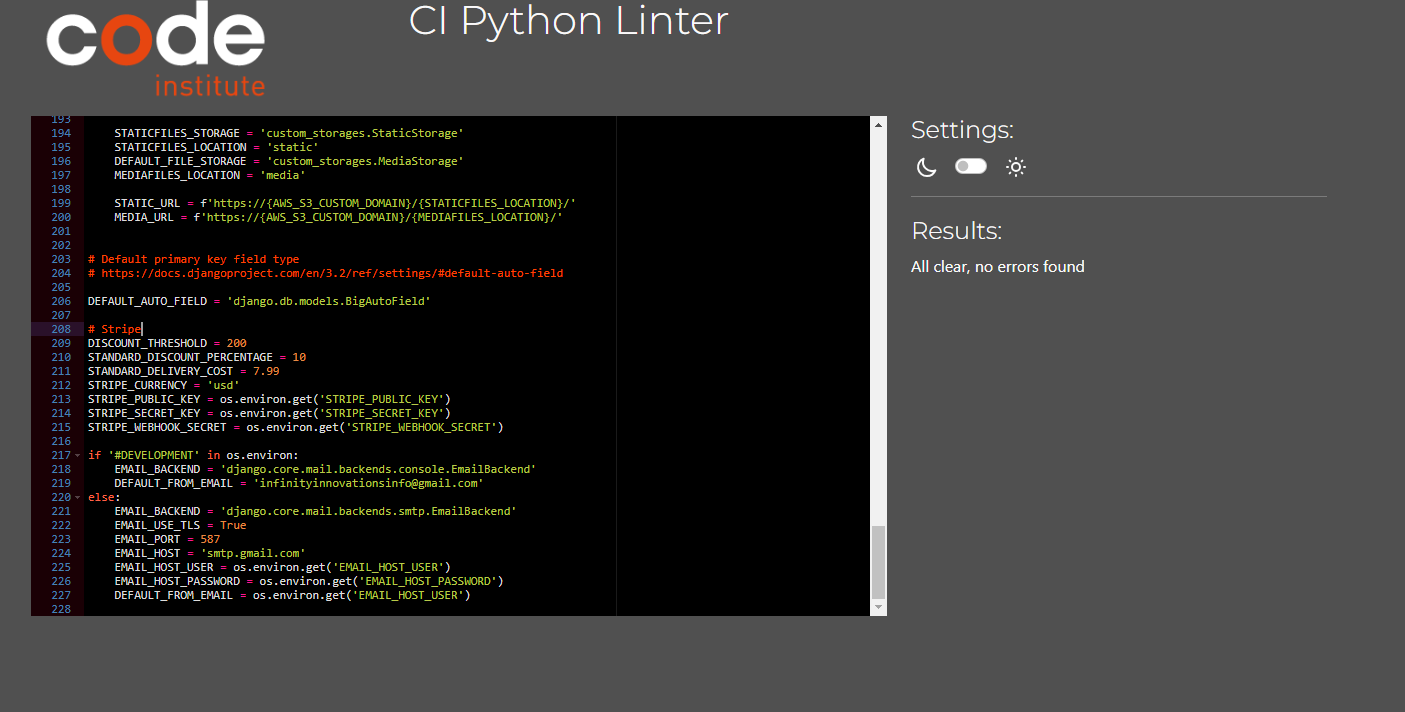 code
institute
CI Python Linter
193
194 STATICFILES_STORAGE = 'custom_storages.StaticStorage'
195 STATICFILES_LOCATION = 'static'
196 DEFAULT_FILE_STORAGE = 'custom_storages.MediaStorage'
197 MEDIAFILES_LOCATION = 'media'
198
199 STATIC_URL = f'https://{AWS_S3_CUSTOM_DOMAIN}/{STATICFILES_LOCATION}/'
200 MEDIA_URL = f'https://{AWS_S3_CUSTOM_DOMAIN}/{MEDIAFILES_LOCATION}/'
201
202
203 # Default primary key field type
204 # https://docs.djangoproject.com/en/3.2/ref/settings/#default-auto-field
205
206 DEFAULT_AUTO_FIELD = 'django.db.models.BigAutoField'
207
208 # Stripe
209 DISCOUNT_THRESHOLD = 200
210 STANDARD_DISCOUNT_PERCENTAGE = 10
211 STANDARD_DELIVERY_COST = 7.99
212 STRIPE_CURRENCY = 'usd'
213 STRIPE_PUBLIC_KEY = os.environ.get('STRIPE_PUBLIC_KEY')
214 STRIPE_SECRET_KEY = os.environ.get('STRIPE_SECRET_KEY')
215 STRIPE_WEBHOOK_SECRET = os.environ.get('STRIPE_WEBHOOK_SECRET')
216
217 if '#DEVELOPMENT' in os.environ:
218 EMAIL_BACKEND = 'django.core.mail.backends.console.EmailBackend'
219 DEFAULT_FROM_EMAIL = 'infinityinnovationsinfo@gmail.com'
220 else:
221 EMAIL_BACKEND = 'django.core.mail.backends.smtp.EmailBackend'
222 EMAIL_USE_TLS = True
223 EMAIL_PORT = 587
224 EMAIL_HOST = 'smtp.gmail.com'
225 EMAIL_HOST_USER = os.environ.get('EMAIL_HOST_USER')
226 EMAIL_HOST_PASSWORD = os.environ.get('EMAIL_HOST_PASSWORD')
227 DEFAULT_FROM_EMAIL = os.environ.get('EMAIL_HOST_USER')
228
Settings:
Results:
All clear, no errors found